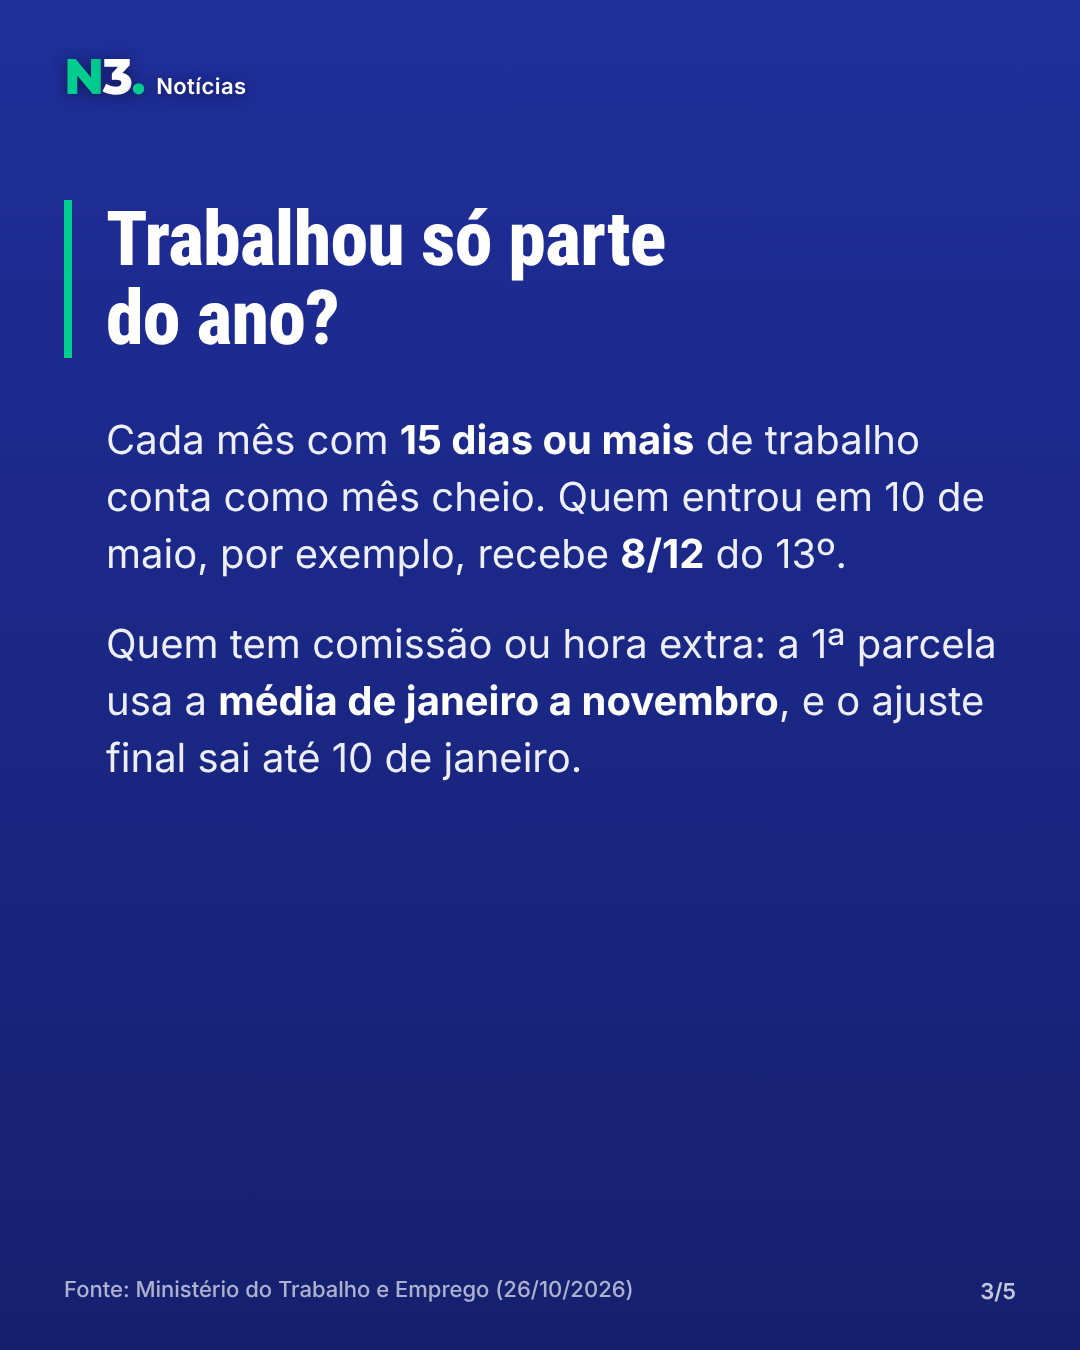 N3. Notícias
Trabalhou só parte
do ano?
Cada mês com 15 dias ou mais de trabalho
conta como mês cheio. Quem entrou em 10 de
maio, por exemplo, recebe 8/12 do 13º.
Quem tem comissão ou hora extra: a 1ª parcela
usa a média de janeiro a novembro, e o ajuste
final sai até 10 de janeiro.
Fonte: Ministério do Trabalho e Emprego (26/10/2026)
3/5